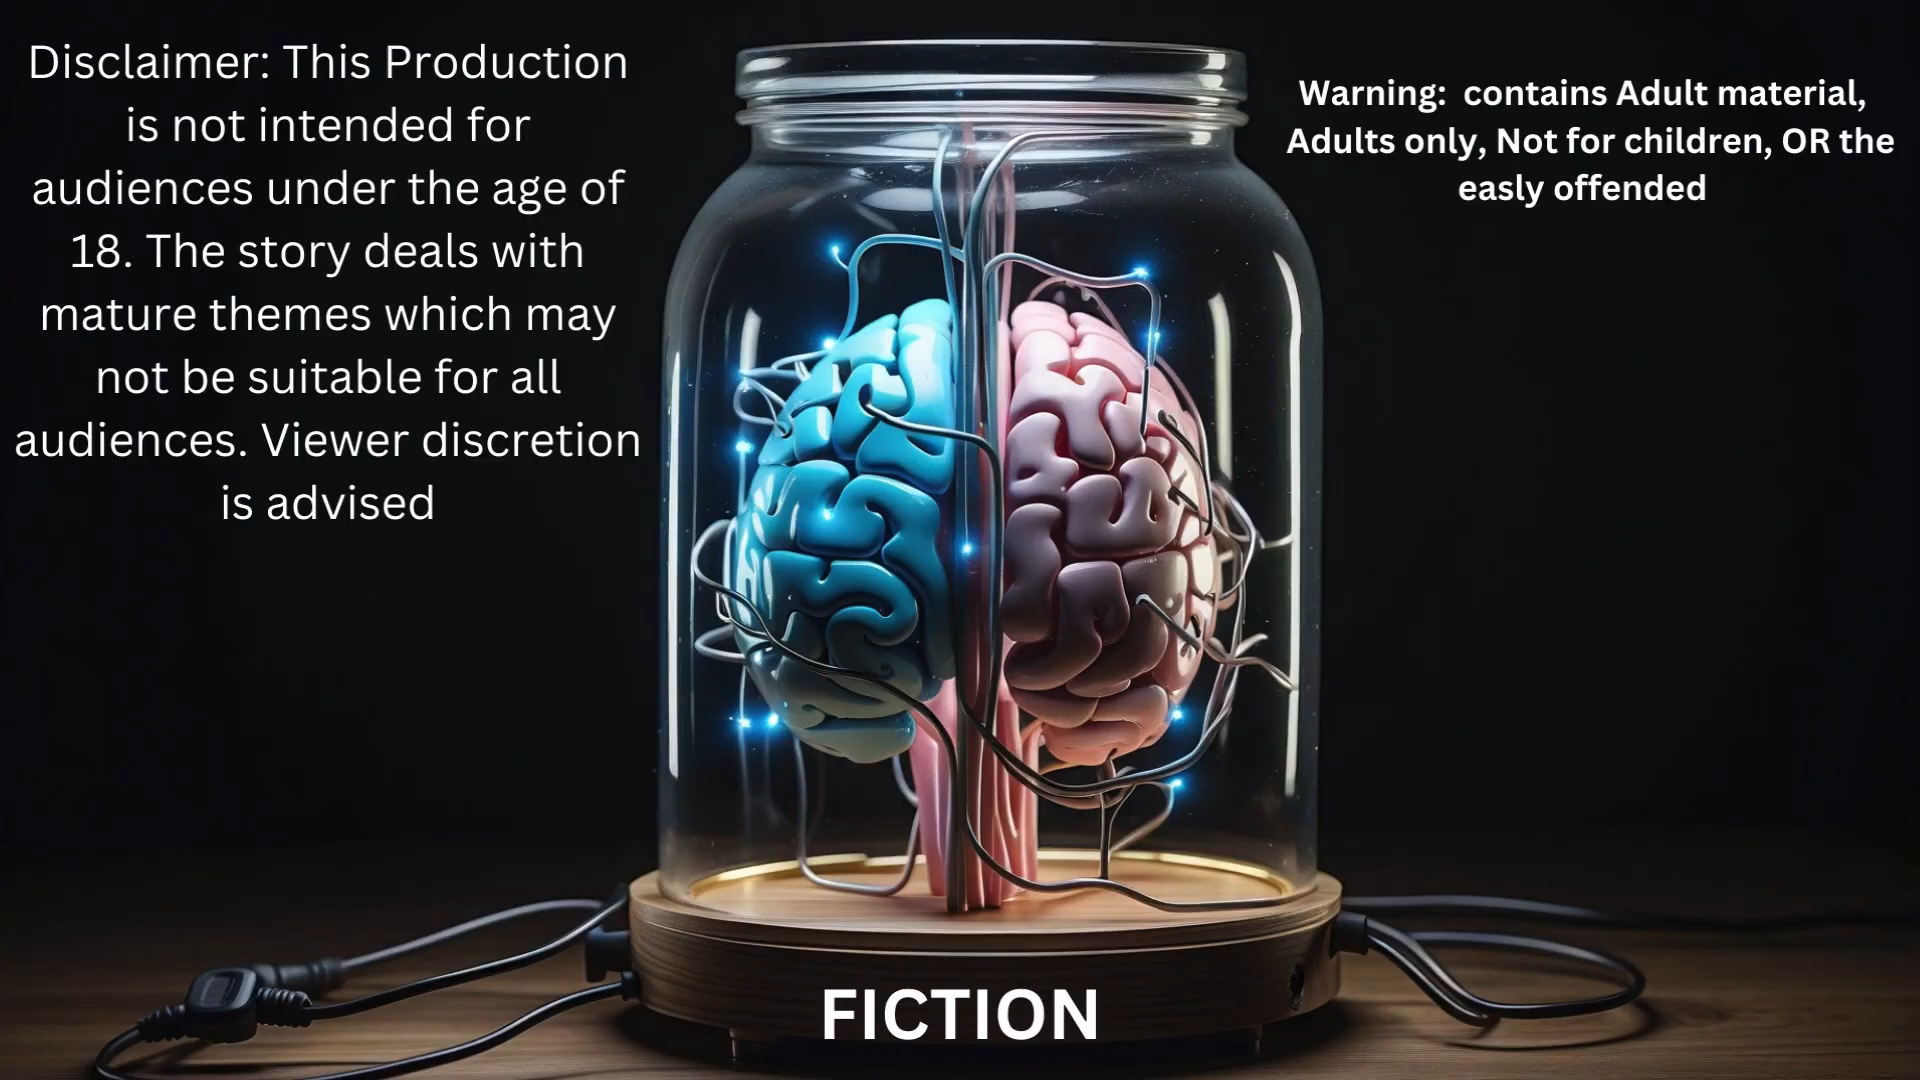 Disclaimer: This Production
is not intended for
audiences under the age of
18. The story deals with
mature themes which may
not be suitable for all
audiences. Viewer discretion
is advised
Warning:  contains Adult material,
Adults only, Not for children, OR the
easly offended
FICTION